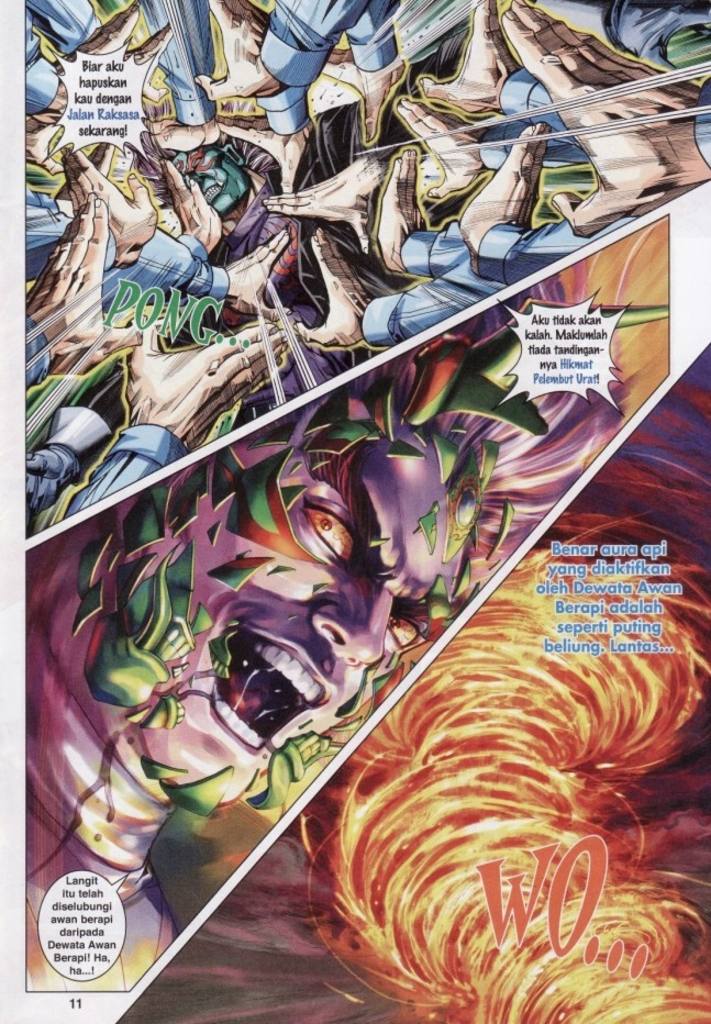 Biar aku
hapuskan
kau dengan
Jalan Raksasa
sekarang!
PONG...
Aku tidak akan
kalah. Maklumlah
tiada tandingan-
nya Hikmat
Pelembut Urat!
Benar aura api
yang diaktifkan
oleh Dewata Awan
Berapi adalah
seperti puting
beliung. Lantas...
WO...
Langit
itu telah
diselubungi
awan berapi
daripada
Dewata Awan
Berapi! Ha,
ha...!
11